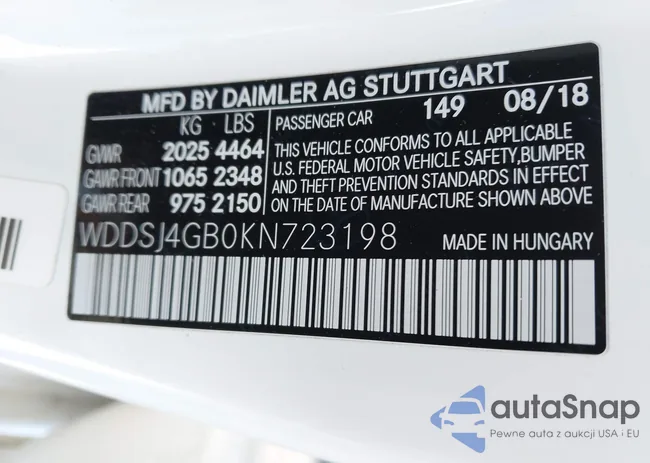 MFD BY DAIMLER AG STUTTGART
KG LBS
GVWR 2025 4464
GAWR FRONT 1065 2348
GAWR REAR 975 2150
PASSENGER CAR 149 08/18
THIS VEHICLE CONFORMS TO ALL APPLICABLE
U.S. FEDERAL MOTOR VEHICLE SAFETY,BUMPER
AND THEFT PREVENTION STANDARDS IN EFFECT
ON THE DATE OF MANUFACTURE SHOWN ABOVE
WDDSJ4GB0KN723198
MADE IN HUNGARY
autaSnap
Pewne auta z aukcji USA i EU